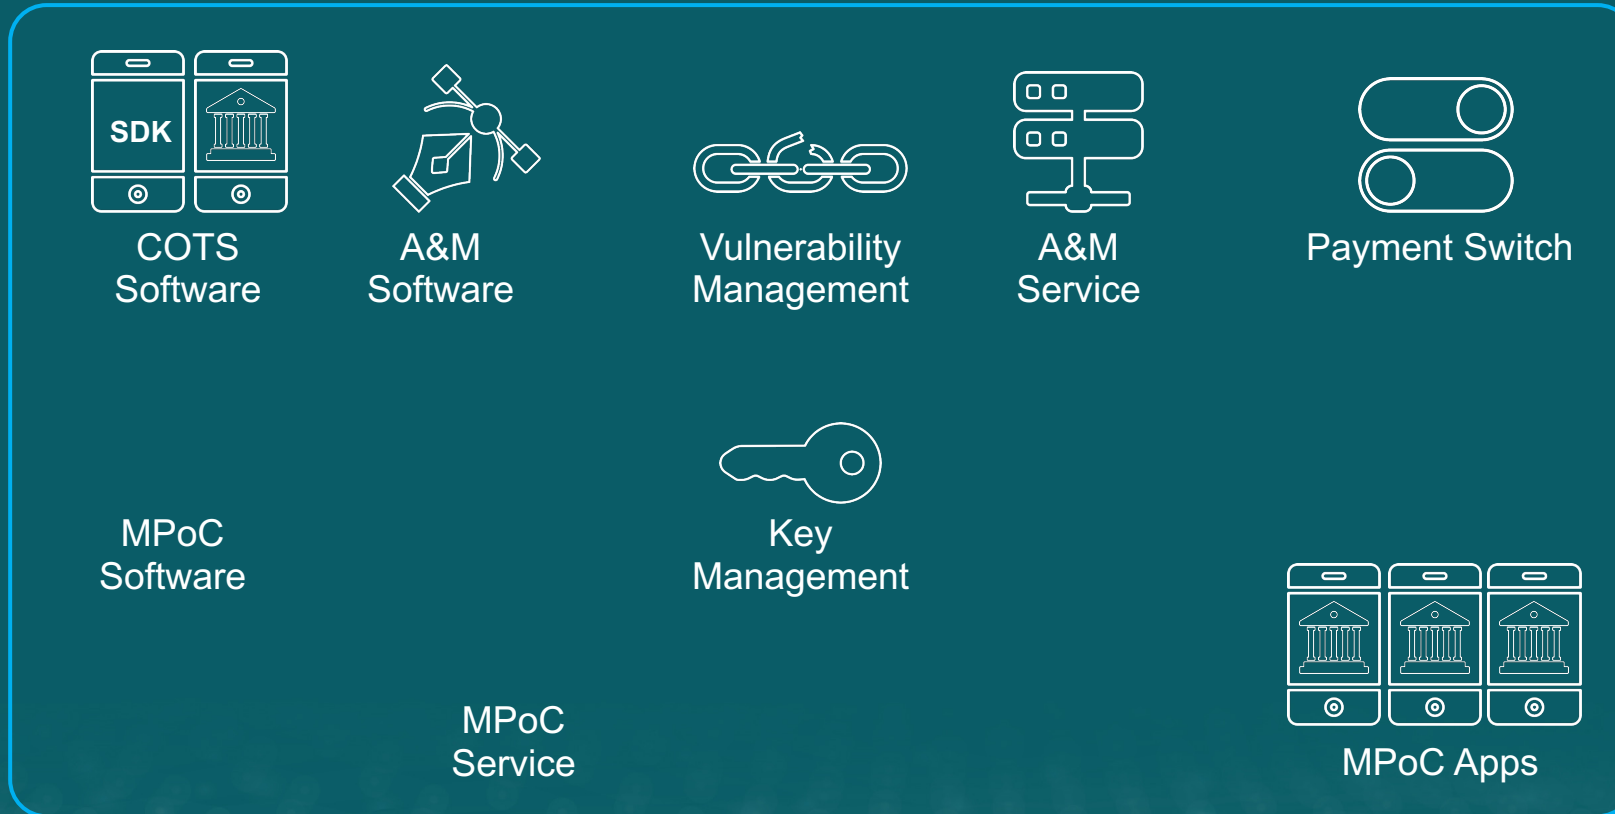 SDK
COTS
Software
A&M
Software
Vulnerability
Management
A&M
Service
Payment Switch
MPoC
Software
Key
Management
MPoC
Service
MPoC Apps